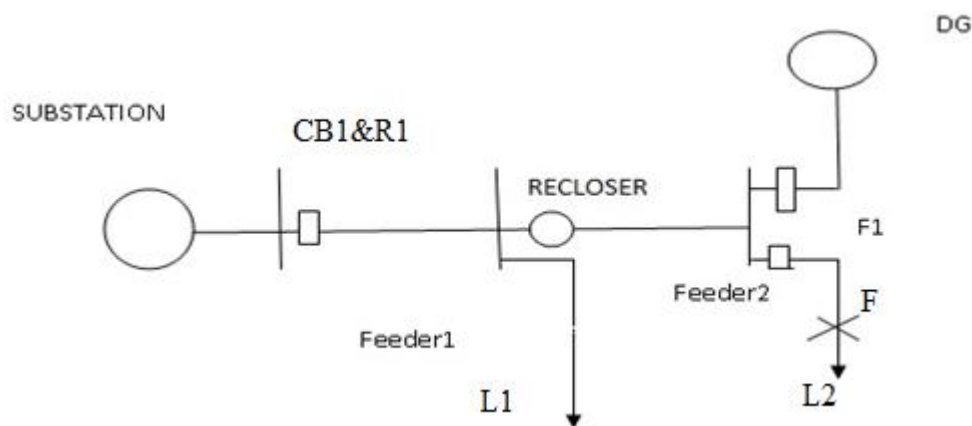 DG
SUBSTATION
CB1&R1
RECLOSER
F1
Feeder2
F
Feeder1
L1
L2